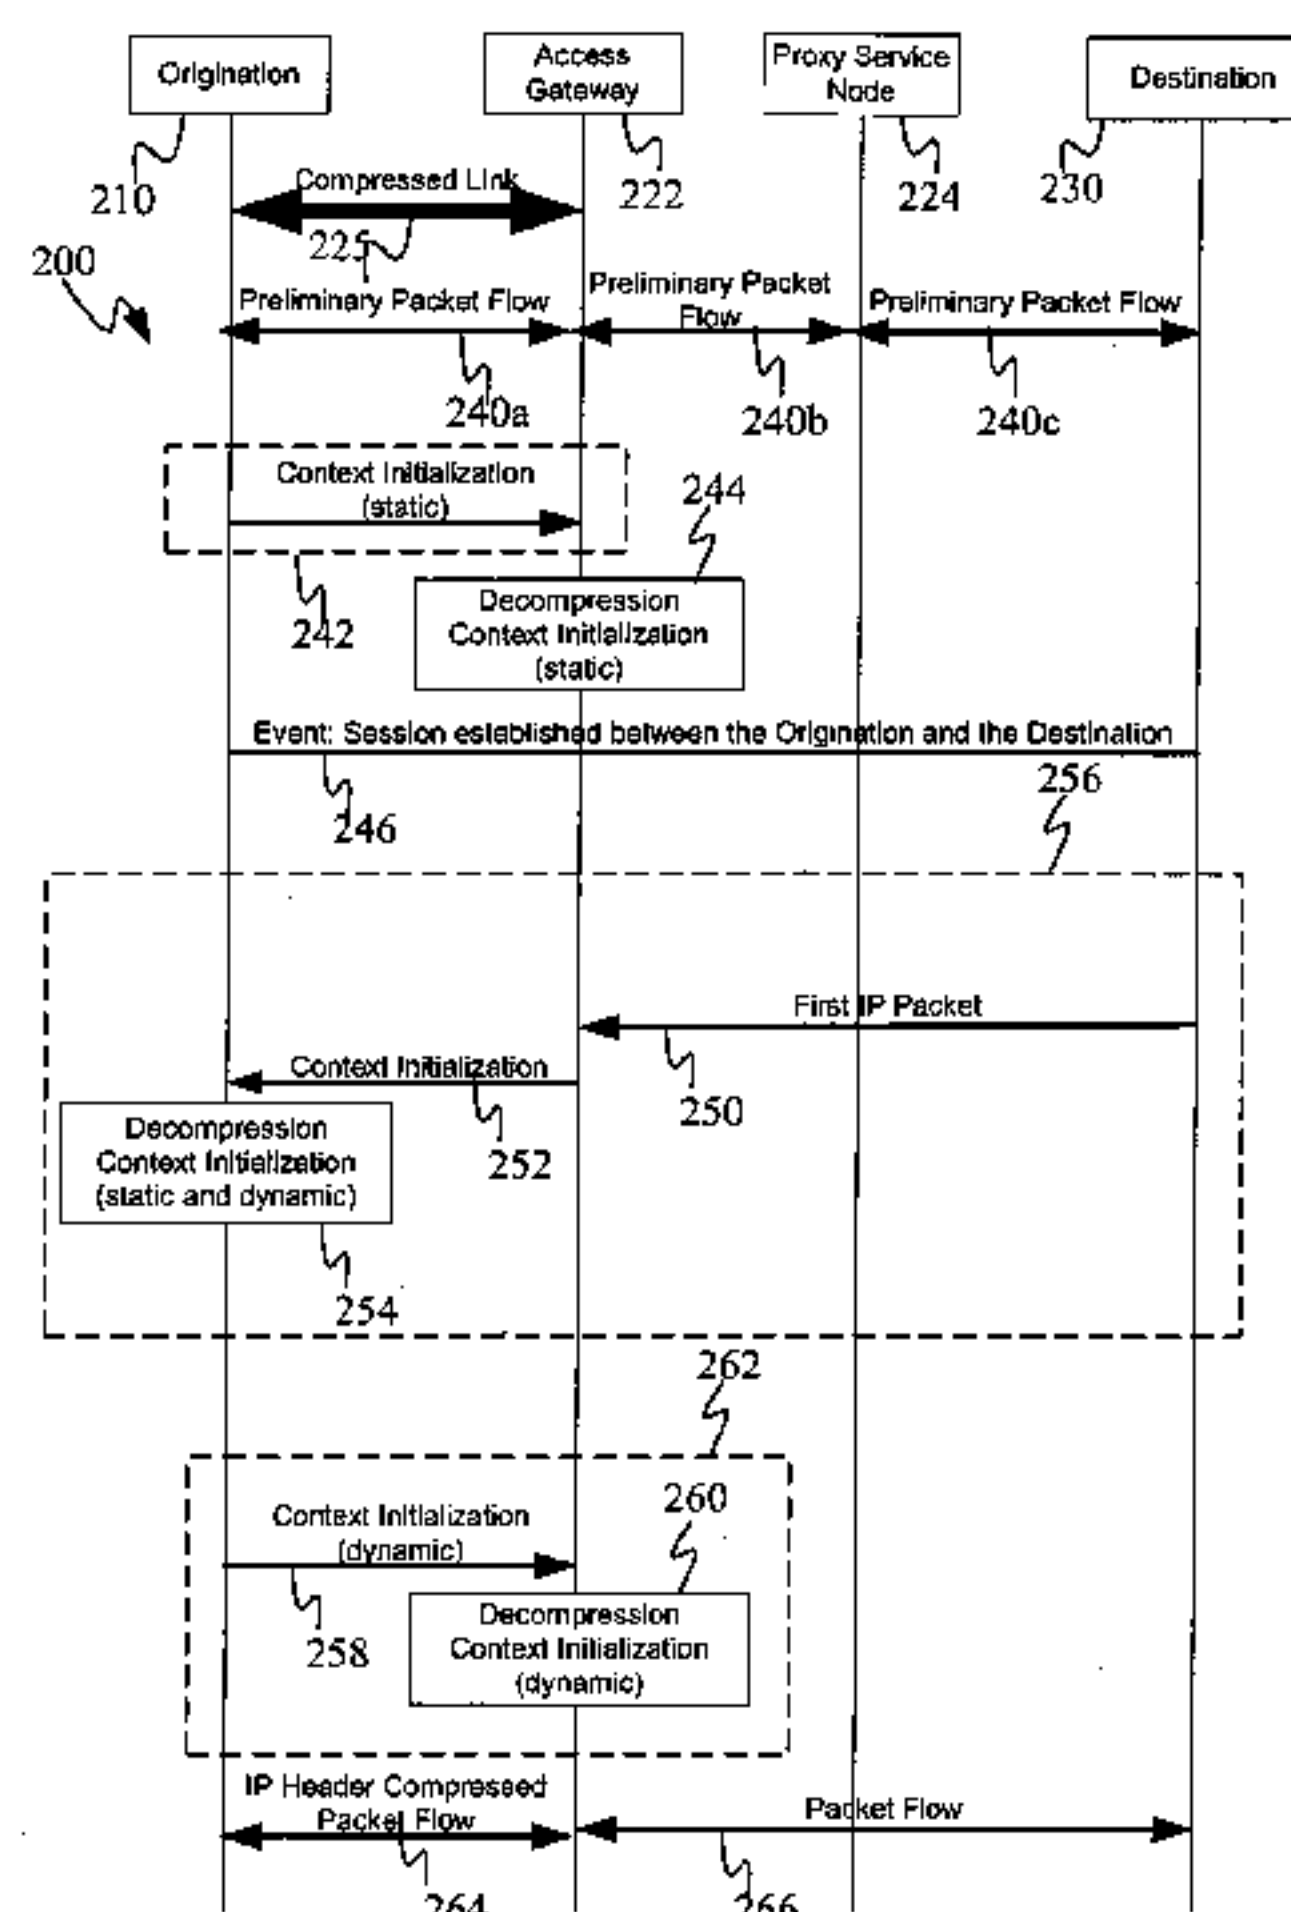 Origination
Access
Gateway
Proxy Service
Node
Destination
210
222
224
230
Compressed Link
225
200
Preliminary Packet Flow
Preliminary Packet
Flow
Preliminary Packet Flow
240a
240b
240c
Context Initialization
(static)
244
242
Decompression
Context Initialization
(static)
Event: Session established between the Origination and the Destination
246
256
First IP Packet
250
Context Initialization
252
Decompression
Context Initialization
(static and dynamic)
254
262
260
Context Initialization
(dynamic)
258
Decompression
Context Initialization
(dynamic)
IP Header Compressed
Packet Flow
Packet Flow
264
266